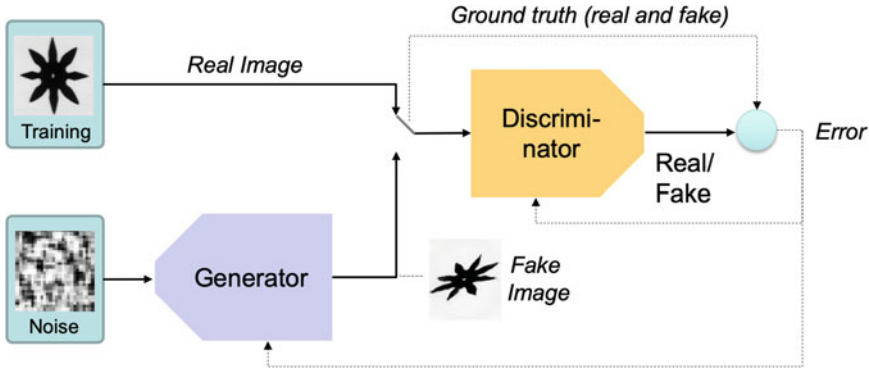 Ground truth (real and fake)
Real Image
Training
Discrimi-
nator
Error
Real/
Fake
Generator
Fake
Image
Noise